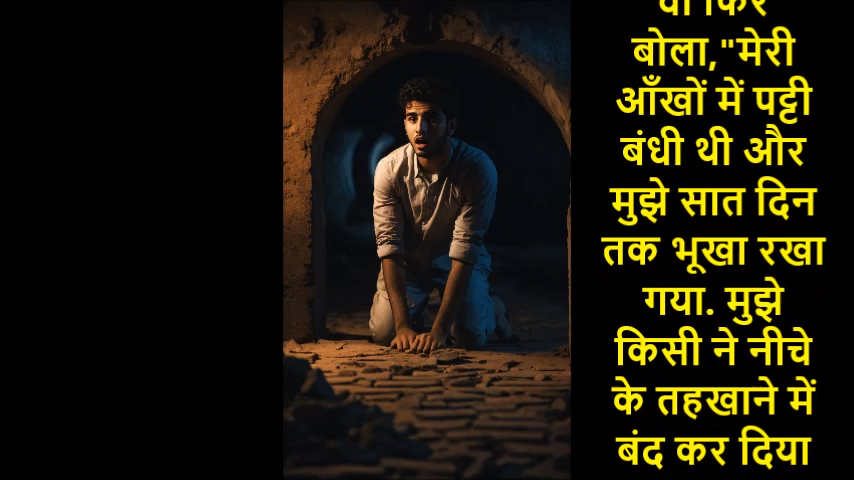 वो फिर
बोला,"मेरी
आँखों में पट्टी
बंधी थी और
मुझे सात दिन
तक भूखा रखा
गया. मुझे
किसी ने नीचे
के तहखाने में
बंद कर दिया